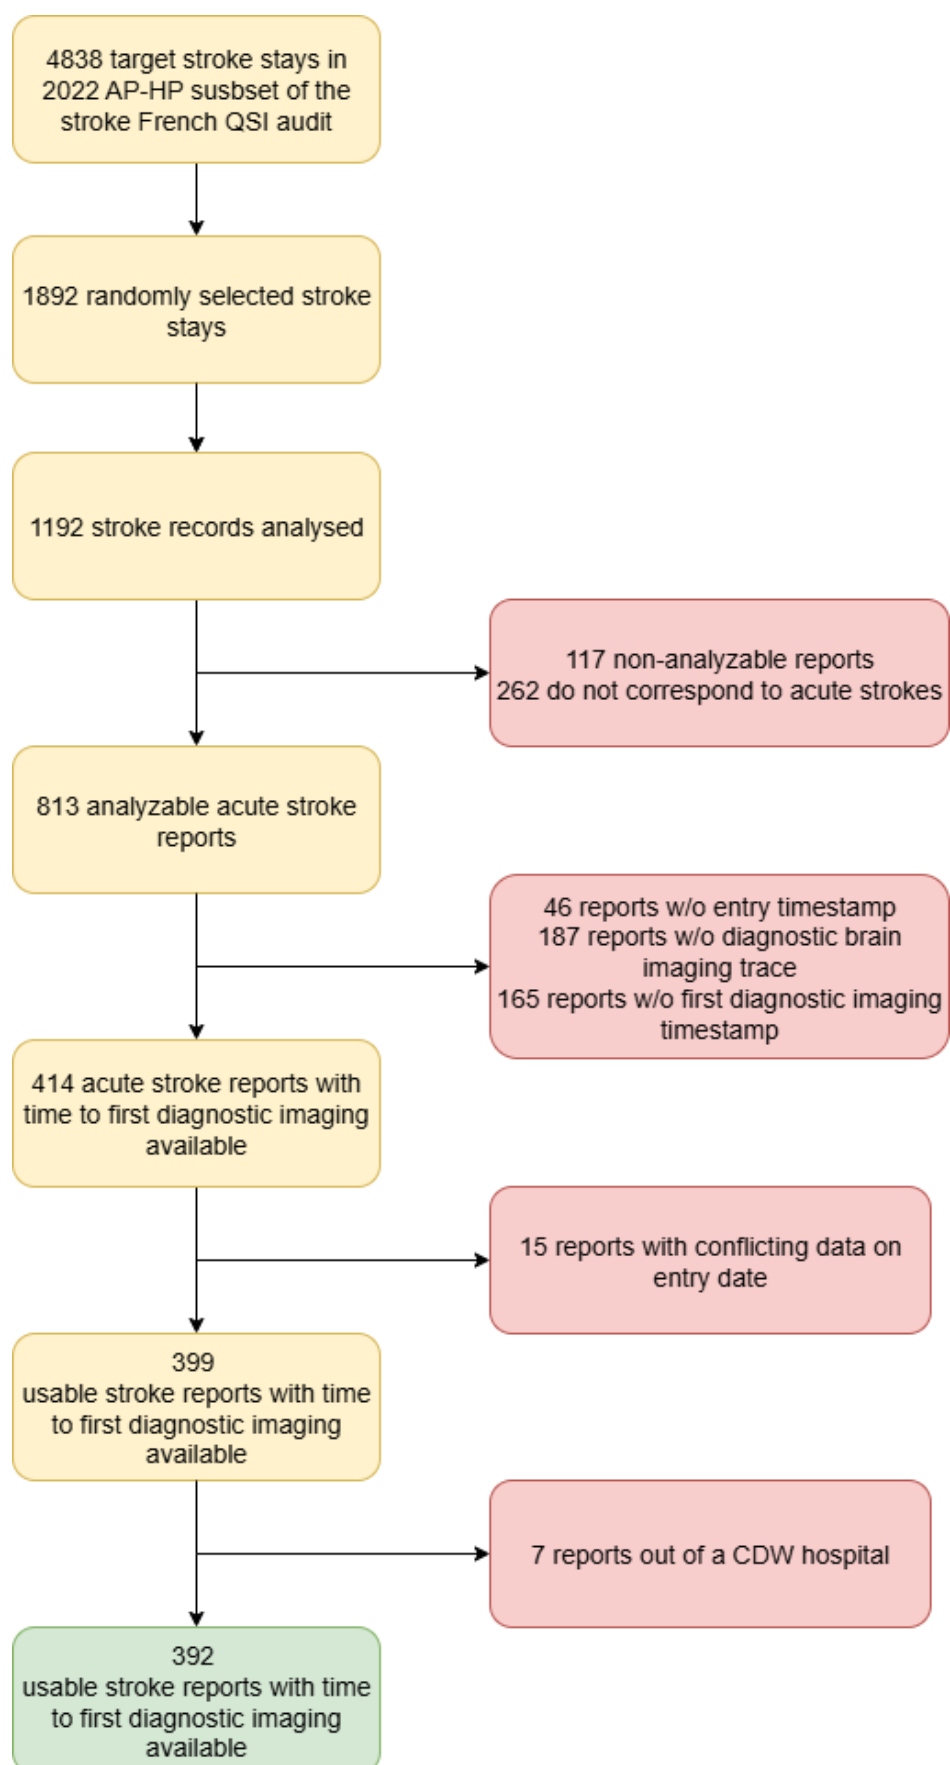 4838 target stroke stays in
2022 AP-HP susbset of the
stroke French QSI audit
1892 randomly selected stroke
stays
1192 stroke records analysed
117 non-analyzable reports
262 do not correspond to acute strokes
813 analyzable acute stroke
reports
46 reports w/o entry timestamp
187 reports w/o diagnostic brain
imaging trace
165 reports w/o first diagnostic imaging
timestamp
414 acute stroke reports with
time to first diagnostic imaging
available
15 reports with conflicting data on
entry date
399
usable stroke reports with time
to first diagnostic imaging
available
7 reports out of a CDW hospital
392
usable stroke reports with time
to first diagnostic imaging
available